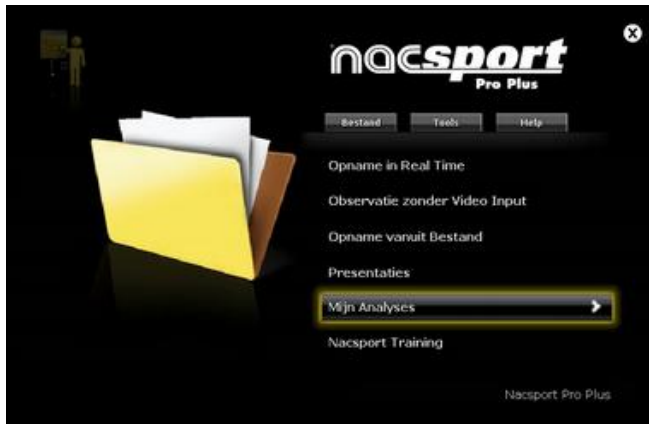 nacsport
Pro Plus
Bestand Tools Help
Opname in Real Time
Observatie zonder Video Input
Opname vanuit Bestand
Presentaties
Mijn Analyses
Nacsport Training
Nacsport Pro Plus